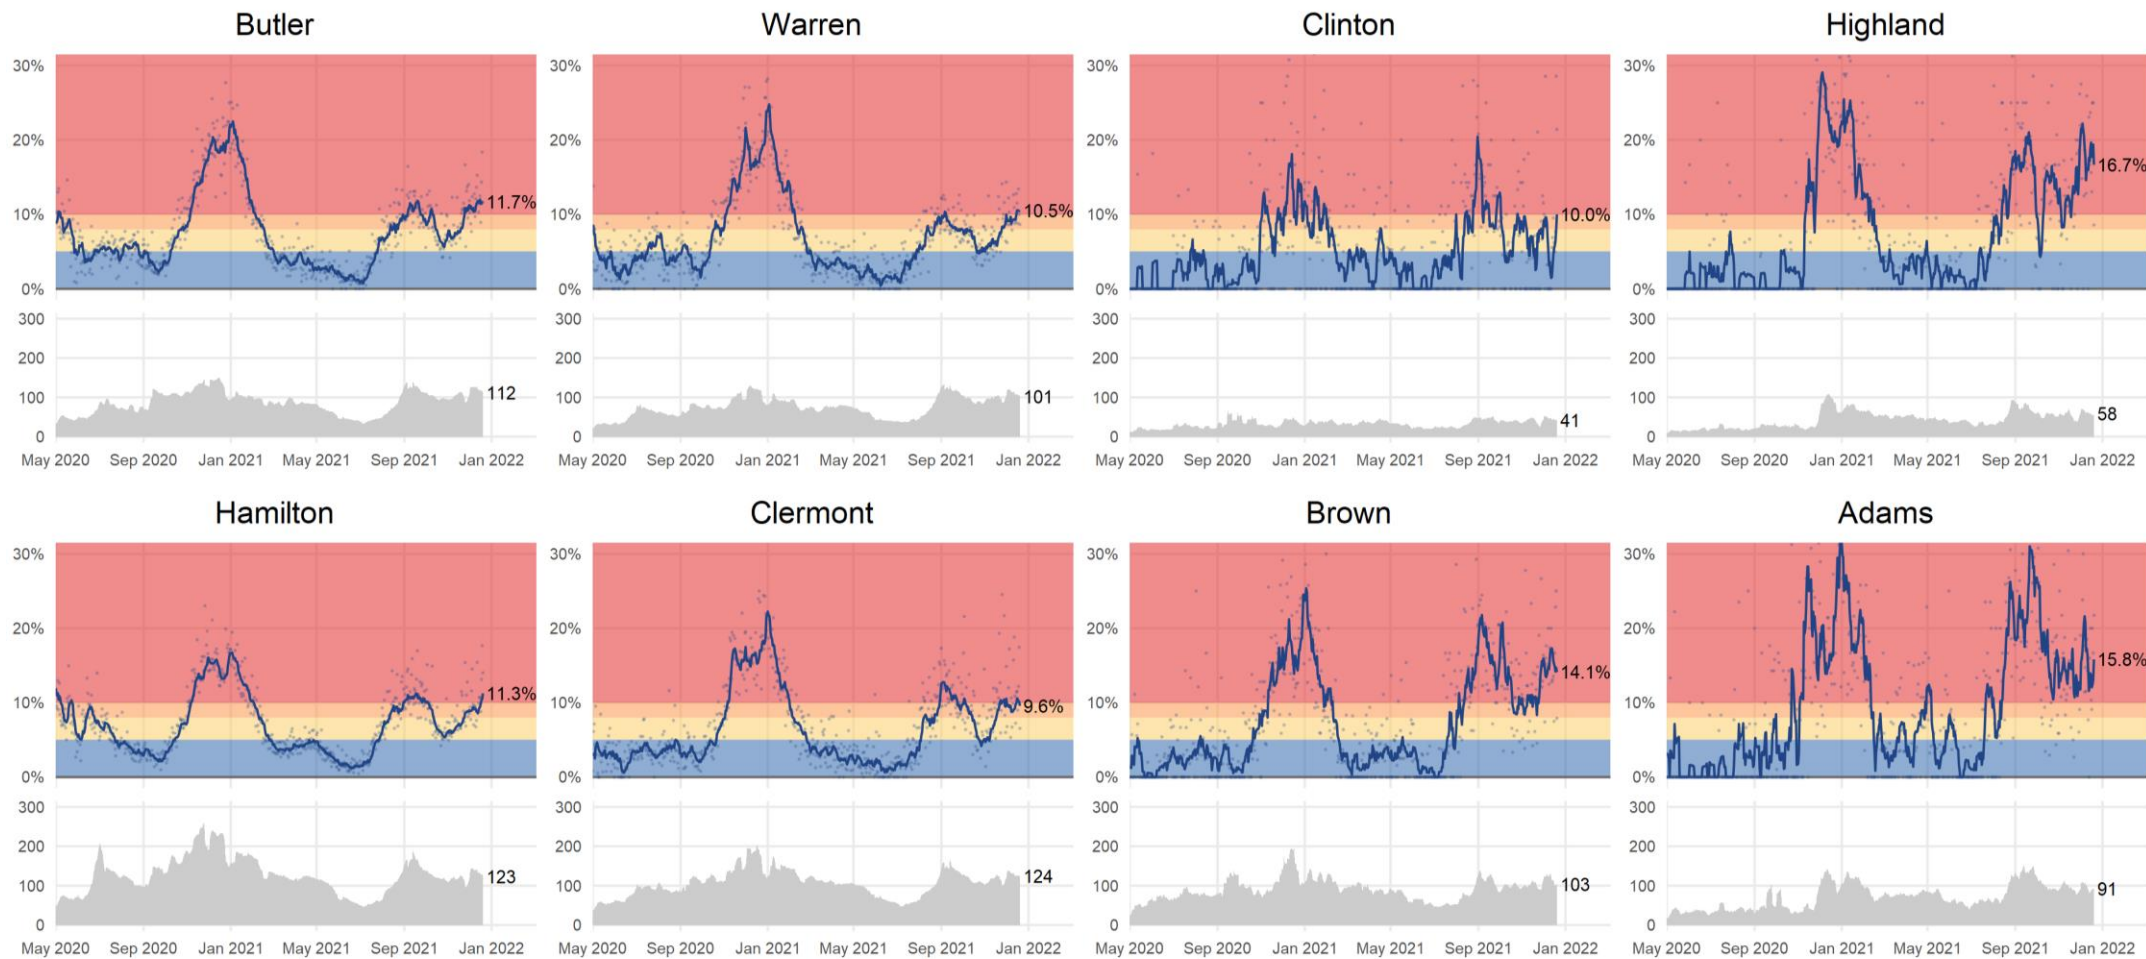 Butler Warren Clinton Highland
30% 30% 30% 30%
20% 20% 20% 20%
11.7% 10.5% 10.0% 16.7%
10% 10% 10% 10%
0% 0% 0% 0%
300 300 300 300
200 200 200 200
100 112 100 101 100 41 100 58
0 0 0 0
May 2020 Sep 2020 Jan 2021 May 2021 Sep 2021 Jan 2022 May 2020 Sep 2020 Jan 2021 May 2021 Sep 2021 Jan 2022 May 2020 Sep 2020 Jan 2021 May 2021 Sep 2021 Jan 2022 May 2020 Sep 2020 Jan 2021 May 2021 Sep 2021 Jan 2022
Hamilton Clermont Brown Adams
30% 30% 30% 30%
20% 20% 20% 20%
11.3% 9.6% 14.1% 15.8%
10% 10% 10% 10%
0% 0% 0% 0%
300 300 300 300
200 200 200 200
100 123 100 124 100 103 100 91
0 0 0 0
May 2020 Sep 2020 Jan 2021 May 2021 Sep 2021 Jan 2022 May 2020 Sep 2020 Jan 2021 May 2021 Sep 2021 Jan 2022 May 2020 Sep 2020 Jan 2021 May 2021 Sep 2021 Jan 2022 May 2020 Sep 2020 Jan 2021 May 2021 Sep 2021 Jan 2022